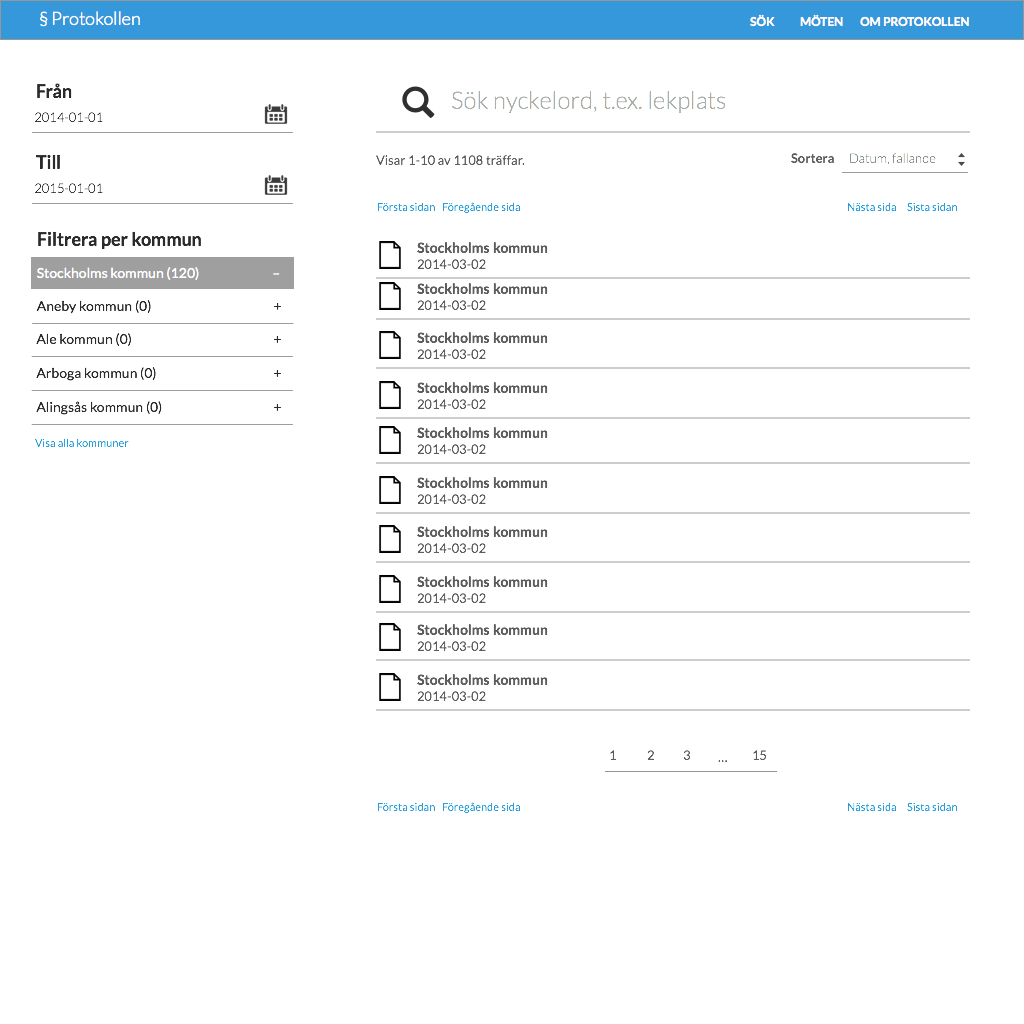 § Protokollen
SÖK MÖTEN OM PROTOKOLLEN
Från
2014-01-01
Till
2015-01-01
Filtrera per kommun
Stockholms kommun (120) –
Aneby kommun (0) +
Ale kommun (0) +
Arboga kommun (0) +
Alingsås kommun (0) +
Visa alla kommuner
Sök nyckelord, t.ex. lekplats
Visar 1-10 av 1108 träffar.
Sortera Datum, fallande
Första sidan Föregående sida Nästa sida Sista sidan
Stockholms kommun
2014-03-02
Stockholms kommun
2014-03-02
Stockholms kommun
2014-03-02
Stockholms kommun
2014-03-02
Stockholms kommun
2014-03-02
Stockholms kommun
2014-03-02
Stockholms kommun
2014-03-02
Stockholms kommun
2014-03-02
Stockholms kommun
2014-03-02
Stockholms kommun
2014-03-02
1 2 3 ... 15
Första sidan Föregående sida Nästa sida Sista sidan